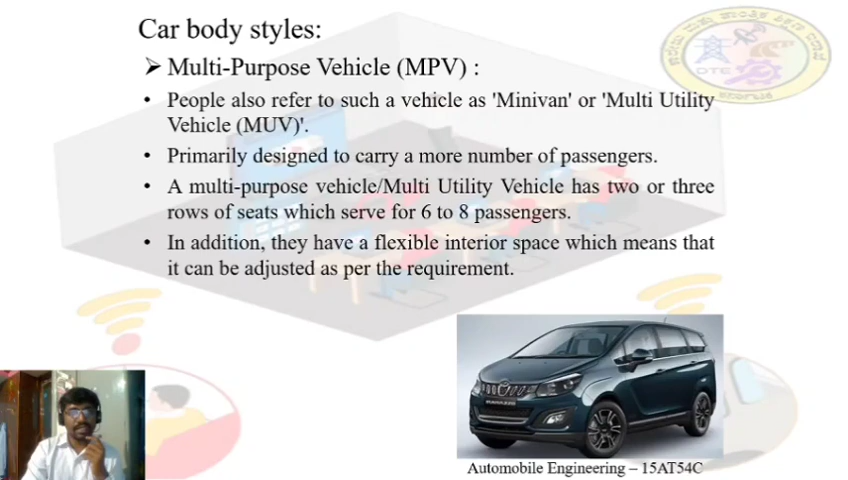 Car body styles:
➢ Multi-Purpose Vehicle (MPV) :
• People also refer to such a vehicle as 'Minivan' or 'Multi Utility
Vehicle (MUV)'.
• Primarily designed to carry a more number of passengers.
• A multi-purpose vehicle/Multi Utility Vehicle has two or three
rows of seats which serve for 6 to 8 passengers.
• In addition, they have a flexible interior space which means that
it can be adjusted as per the requirement.
DTE
Automobile Engineering – 15AT54C